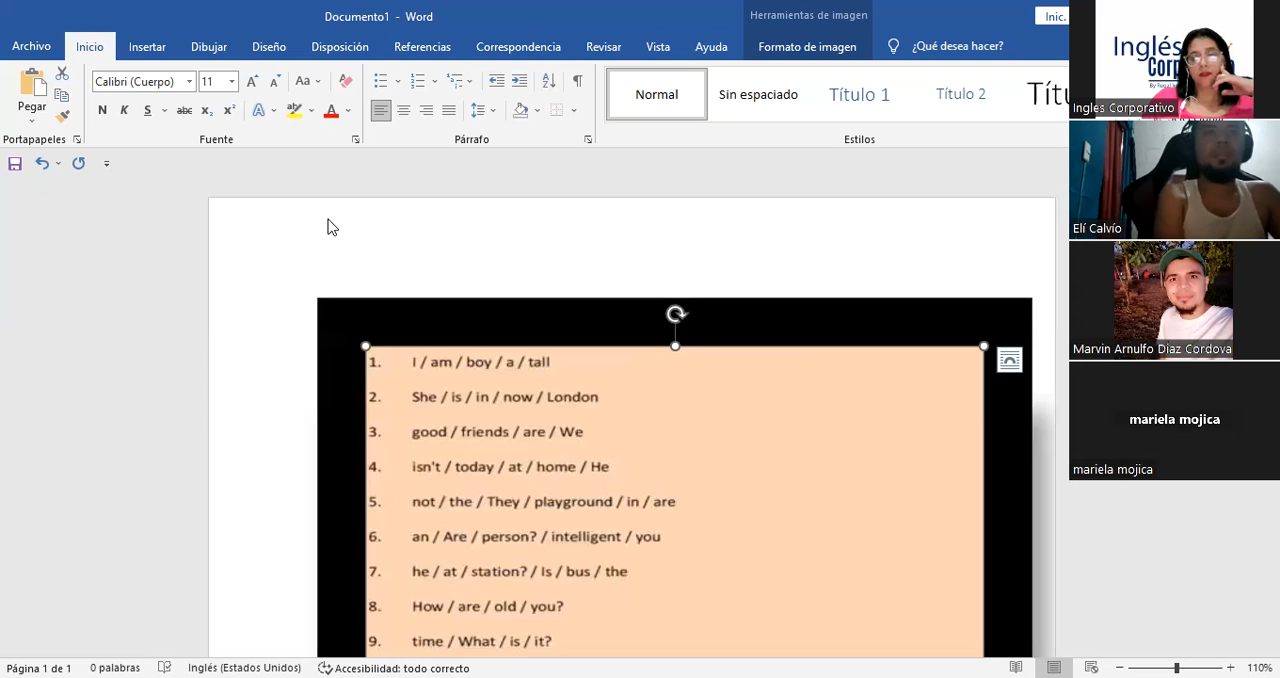 Documento1 - Word
Herramientas de imagen
Inic.
Archivo Inicio Insertar Dibujar Diseño Disposición Referencias Correspondencia Revisar Vista Ayuda Formato de imagen ¿Qué desea hacer?
Pegar
Calibri (Cuerpo) 11
Aa
N K S abc x₂ x² A A
Normal
Sin espaciado
Título 1
Título 2
Portapapeles Fuente Párrafo Estilos
1. I / am / boy / a / tall
2. She / is / in / now / London
3. good / friends / are / We
4. isn't / today / at / home / He
5. not / the / They / playground / in / are
6. an / Are / person? / intelligent / you
7. he / at / station? / Is / bus / the
8. How / are / old / you?
9. time / What / is / it?
Página 1 de 1 0 palabras Inglés (Estados Unidos) Accesibilidad: todo correcto 110%
Inglés
Corp
Ingles Corporativo
Elí Calvío
Marvin Arnulfo Diaz Cordova
mariela mojica
mariela mojica